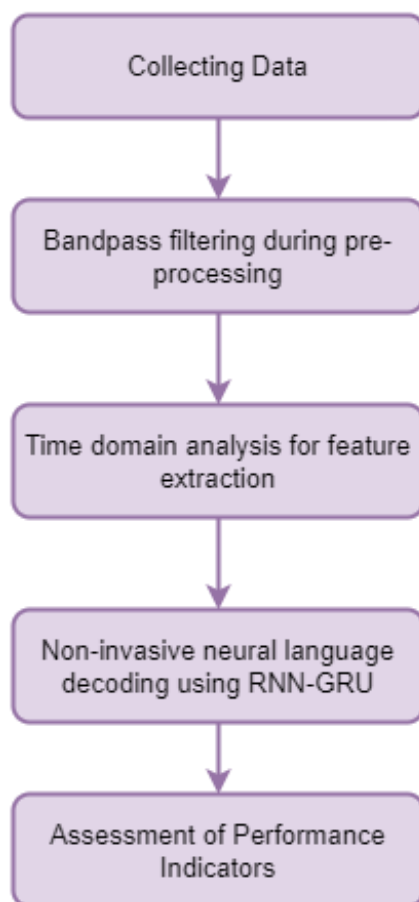 Collecting Data
Bandpass filtering during pre-
processing
Time domain analysis for feature
extraction
Non-invasive neural language
decoding using RNN-GRU
Assessment of Performance
Indicators